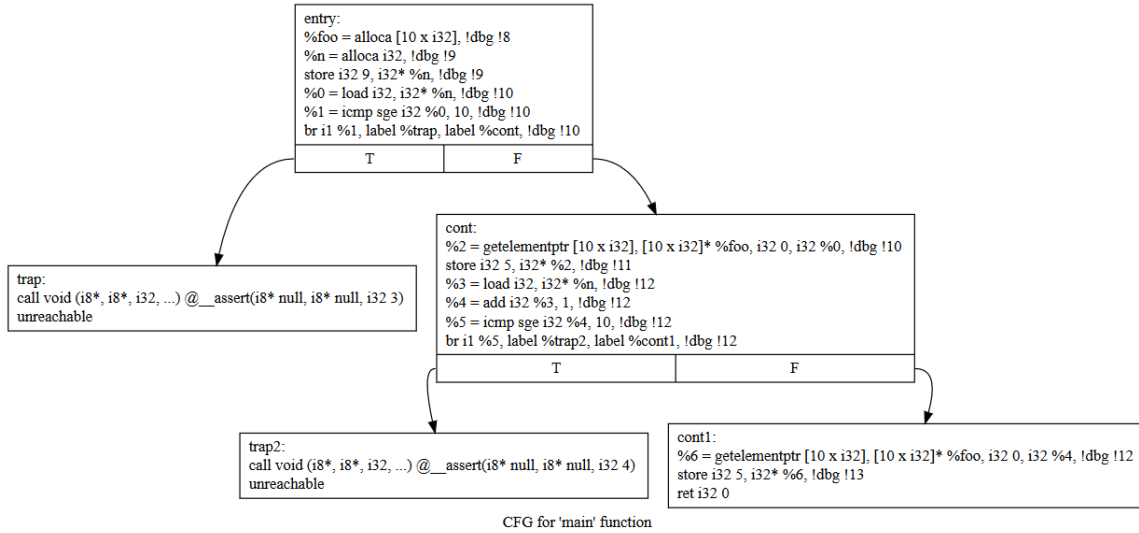 entry:
%foo = alloca [10 x i32], !dbg !8
%n = alloca i32, !dbg !9
store i32 9, i32* %n, !dbg !9
%0 = load i32, i32* %n, !dbg !10
%1 = icmp sge i32 %0, 10, !dbg !10
br i1 %1, label %trap, label %cont, !dbg !10
T
F
cont:
%2 = getelementptr [10 x i32], [10 x i32]* %foo, i32 0, i32 %0, !dbg !10
store i32 5, i32* %2, !dbg !11
%3 = load i32, i32* %n, !dbg !12
%4 = add i32 %3, 1, !dbg !12
%5 = icmp sge i32 %4, 10, !dbg !12
br i1 %5, label %trap2, label %cont1, !dbg !12
T
F
trap:
call void (i8*, i8*, i32, ...) @__assert(i8* null, i8* null, i32 3)
unreachable
trap2:
call void (i8*, i8*, i32, ...) @__assert(i8* null, i8* null, i32 4)
unreachable
cont1:
%6 = getelementptr [10 x i32], [10 x i32]* %foo, i32 0, i32 %4, !dbg !12
store i32 5, i32* %6, !dbg !13
ret i32 0
CFG for 'main' function